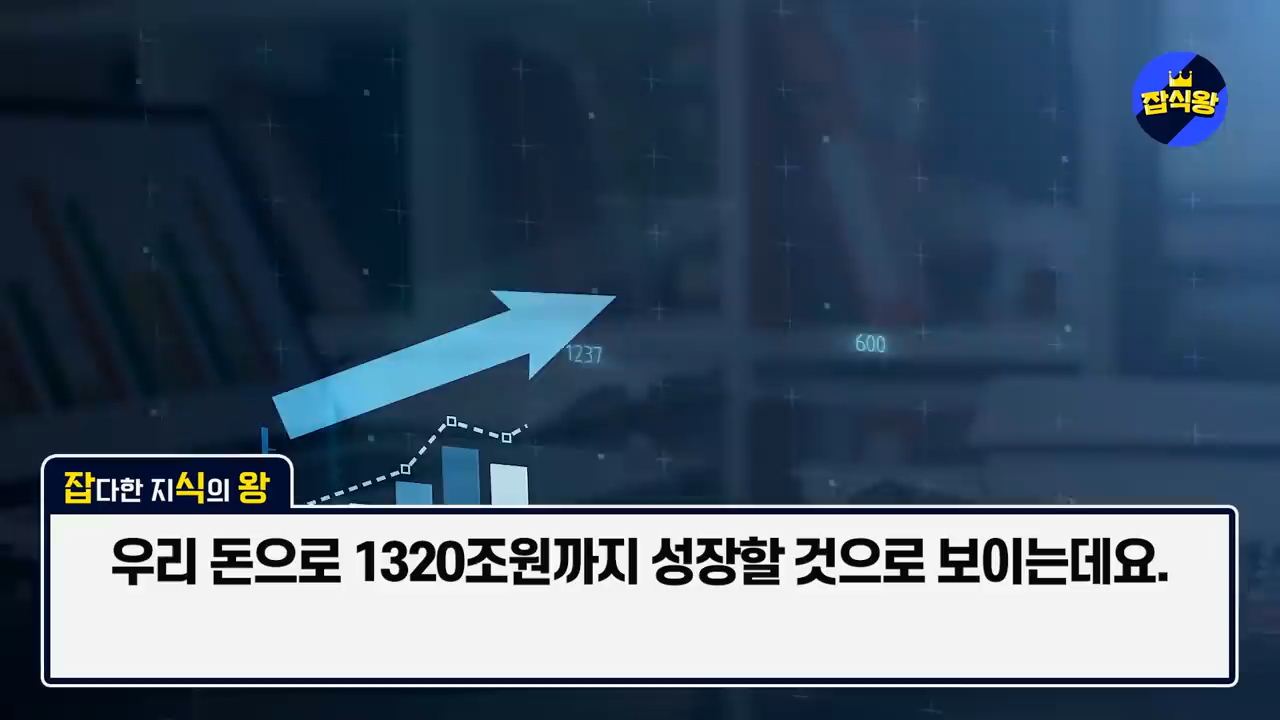 잡식왕
1237
600
잡다한 지식의 왕
우리 돈으로 1320조원까지 성장할 것으로 보이는데요.